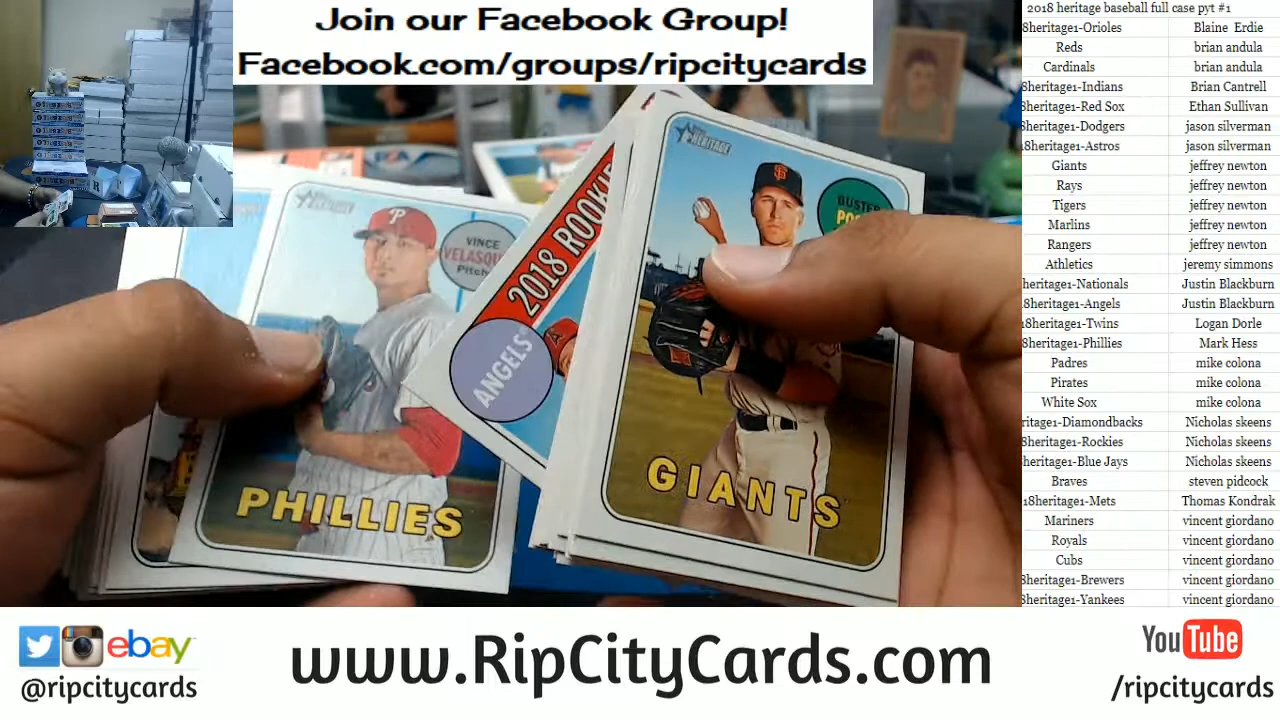 Join our Facebook Group!
Facebook.com/groups/ripcitycards
2018 heritage baseball full case pyt #1
8heritage1-Orioles Blaine Erdie
Reds brian andula
Cardinals brian andula
8heritage1-Indians Brian Cantrell
8heritage1-Red Sox Ethan Sullivan
8heritage1-Dodgers jason silverman
8heritage1-Astros jason silverman
Giants jeffrey newton
Rays jeffrey newton
Tigers jeffrey newton
Marlins jeffrey newton
Rangers jeffrey newton
Athletics jeremy simmons
heritage1-Nationals Justin Blackburn
8heritage1-Angels Justin Blackburn
8heritage1-Twins Logan Dorle
8heritage1-Phillies Mark Hess
Padres mike colona
Pirates mike colona
White Sox mike colona
ritage1-Diamondbacks Nicholas skeens
8heritage1-Rockies Nicholas skeens
8heritage1-Blue Jays Nicholas skeens
Braves steven pidcock
18heritage1-Mets Thomas Kondrak
Mariners vincent giordano
Royals vincent giordano
Cubs vincent giordano
8heritage1-Brewers vincent giordano
8heritage1-Yankees vincent giordano
HERITAGE
P
VINCE
VELASQU
Pitch
PHILLIES
2018 ROOKIE
ANGELS
HERITAGE
SF
BUSTER
PO
GIANTS
ebay
@ripcitycards
www.RipCityCards.com
YouTube
/ripcitycards